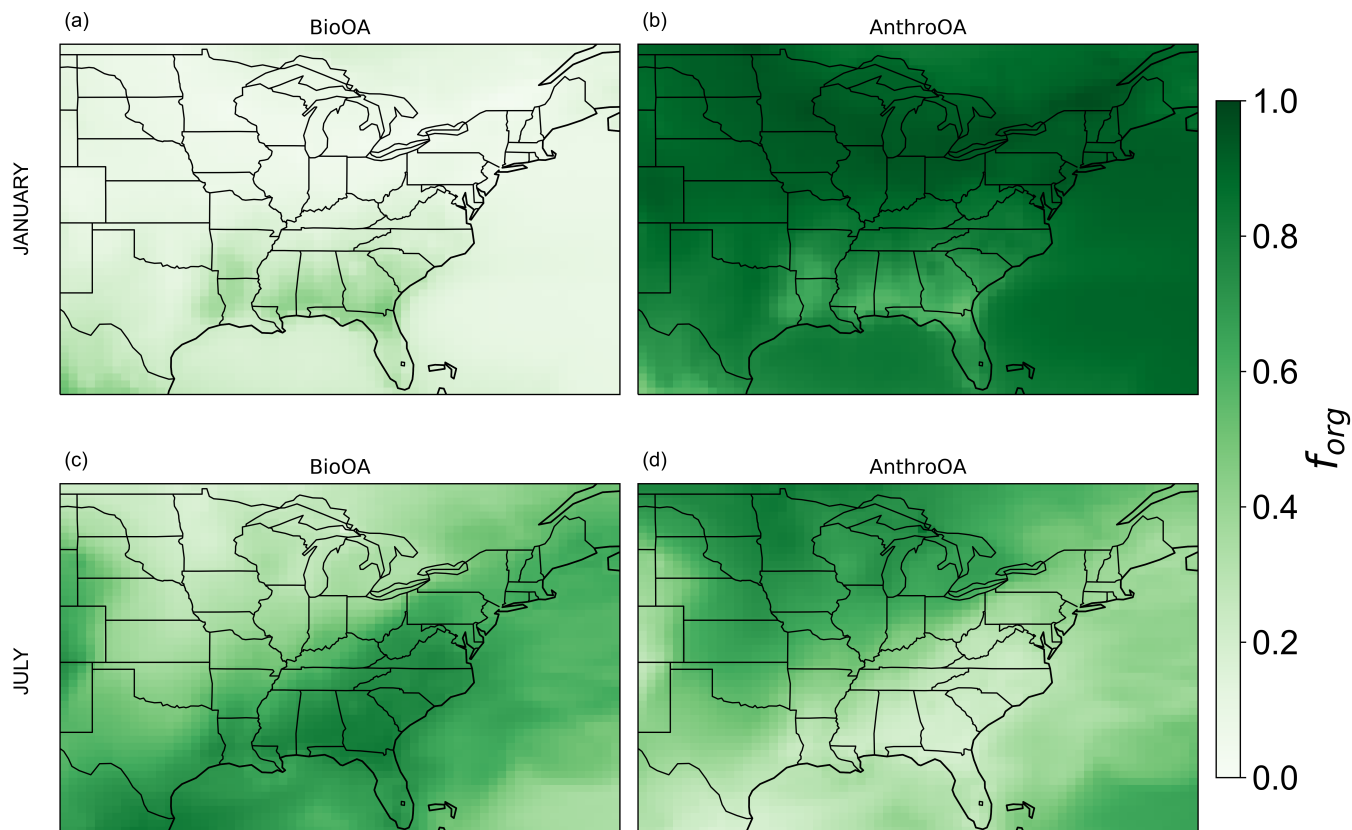 (a)
BioOA
(b)
AnthroOA
JANUARY
1.0
0.8
0.6
0.4
0.2
0.0
f_org
(c)
BioOA
(d)
AnthroOA
JULY